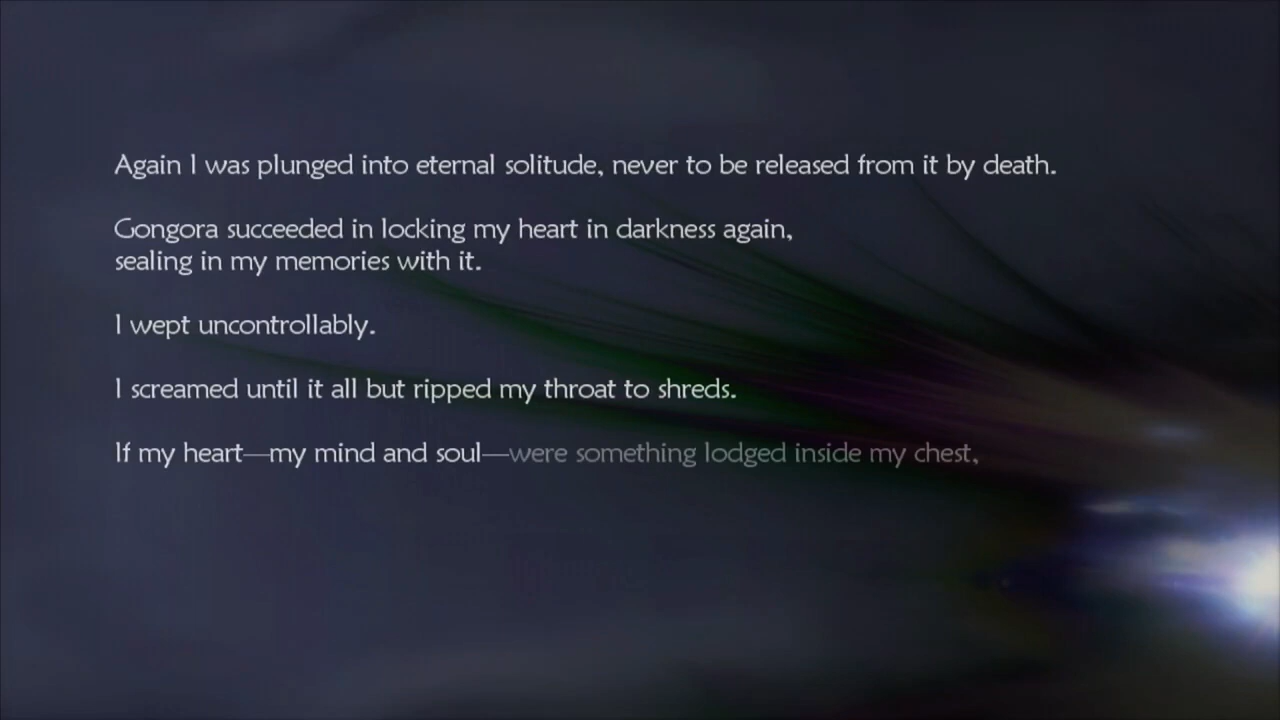 Again I was plunged into eternal solitude, never to be released from it by death.
Gongora succeeded in locking my heart in darkness again,
sealing in my memories with it.
I wept uncontrollably.
I screamed until it all but ripped my throat to shreds.
If my heart—my mind and soul—were something lodged inside my chest,